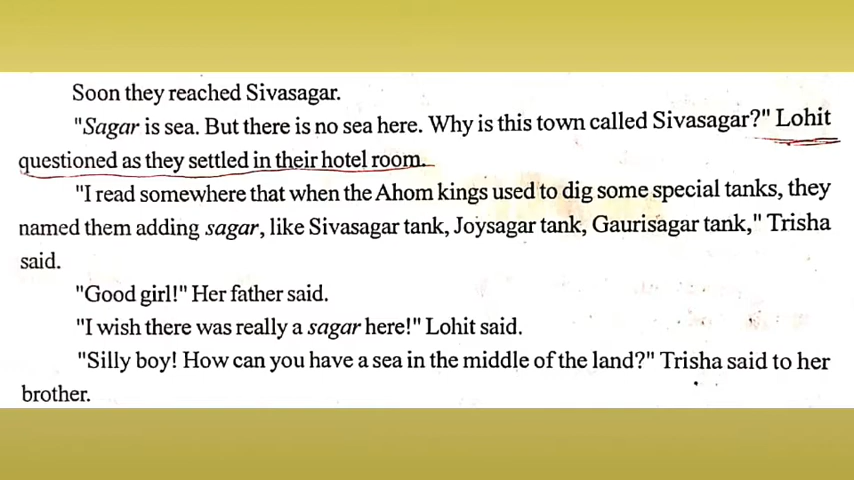 Soon they reached Sivasagar.
"Sagar is sea. But there is no sea here. Why is this town called Sivasagar?" Lohit
questioned as they settled in their hotel room.
"I read somewhere that when the Ahom kings used to dig some special tanks, they
named them adding sagar, like Sivasagar tank, Joysagar tank, Gaurisagar tank," Trisha
said.
"Good girl!" Her father said.
"I wish there was really a sagar here!" Lohit said.
"Silly boy! How can you have a sea in the middle of the land?" Trisha said to her
brother.